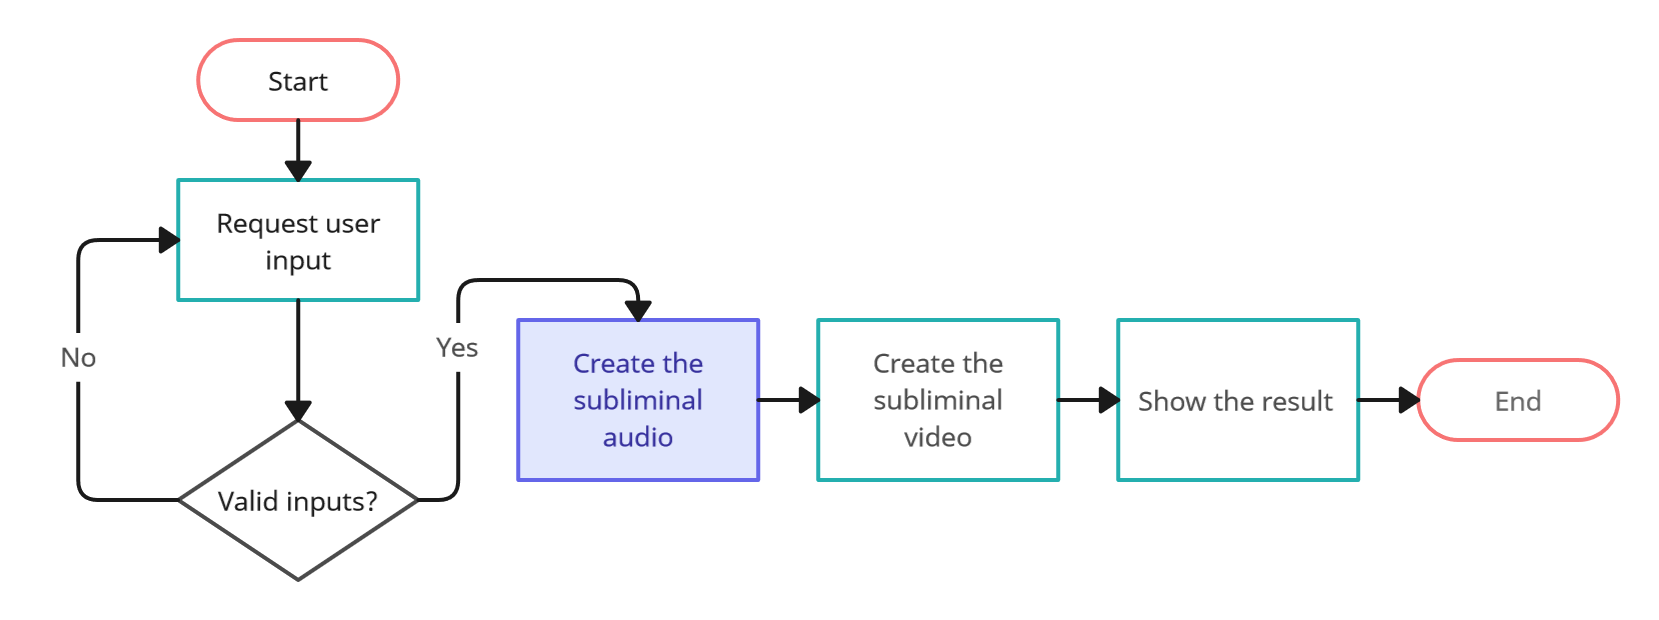 Start
Request user
input
No
Yes
Valid inputs?
Create the
subliminal
audio
Create the
subliminal
video
Show the result
End